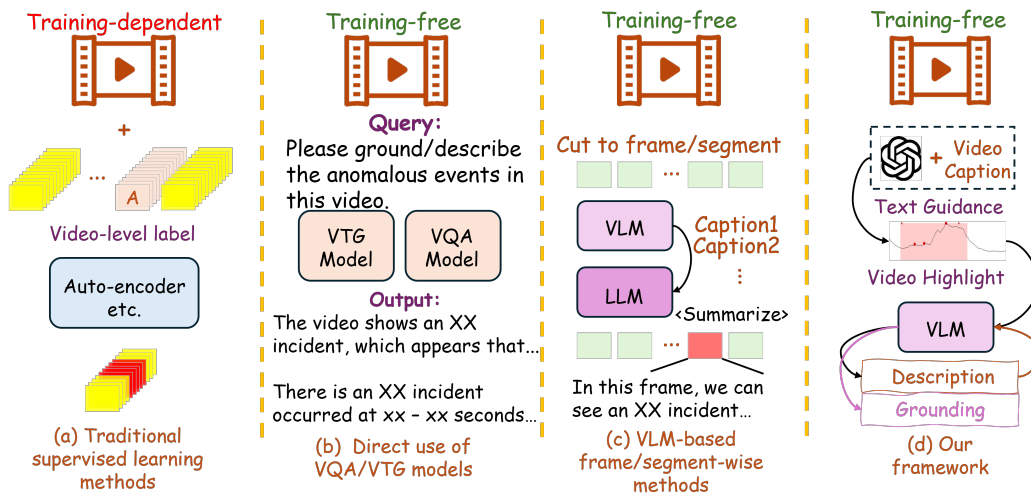 Training-dependent
+
...
A
Video-level label
Auto-encoder
etc.
(a) Traditional
supervised learning
methods
Training-free
Query:
Please ground/describe
the anomalous events in
this video.
VTG
Model
VQA
Model
Output:
The video shows an XX
incident, which appears that...
There is an XX incident
occurred at xx – xx seconds...
(b) Direct use of
VQA/VTG models
Training-free
Cut to frame/segment
...
VLM
Caption1
Caption2
⋮
LLM
<Summarize>
...
In this frame, we can
see an XX incident...
(c) VLM-based
frame/segment-wise
methods
Training-free
+ Video
Caption
Text Guidance
Video Highlight
VLM
Description
Grounding
(d) Our
framework